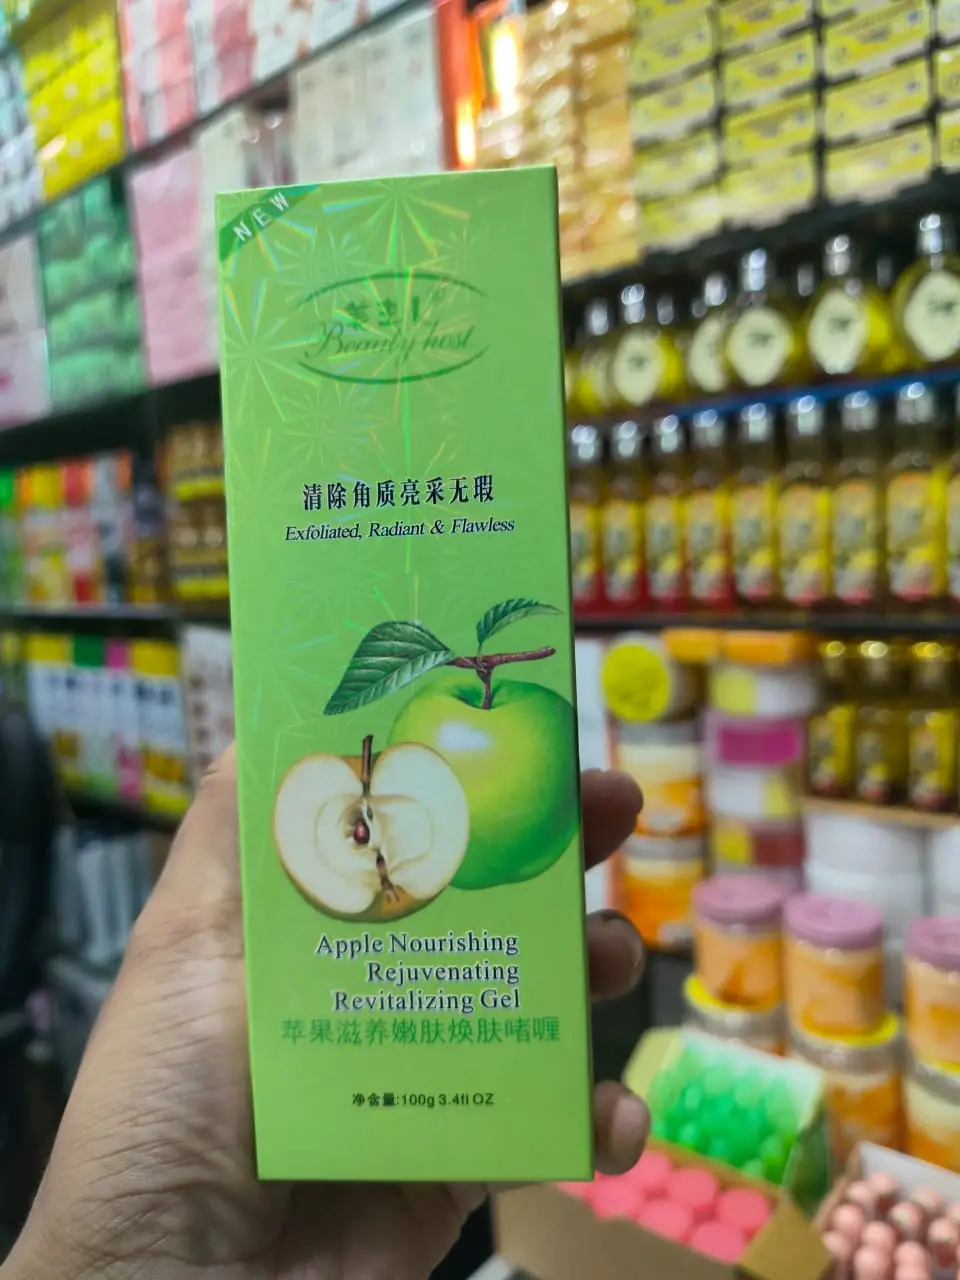 NEW
Beauty host
清除角质亮采无瑕
Exfoliated, Radiant & Flawless
Apple Nourishing
Rejuvenating
Revitalizing Gel
苹果滋养嫩肤焕肤啫喱
净含量:100g 3.4fl OZ